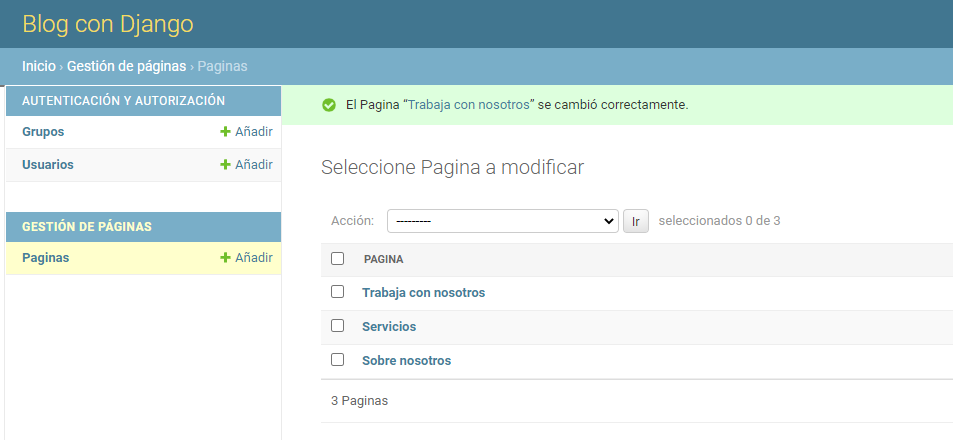 Blog con Django
Inicio › Gestión de páginas › Paginas
AUTENTICACIÓN Y AUTORIZACIÓN
Grupos + Añadir
Usuarios + Añadir
GESTIÓN DE PÁGINAS
Paginas + Añadir
El Pagina “Trabaja con nosotros” se cambió correctamente.
Seleccione Pagina a modificar
Acción: --------- Ir seleccionados 0 de 3
PAGINA
Trabaja con nosotros
Servicios
Sobre nosotros
3 Paginas